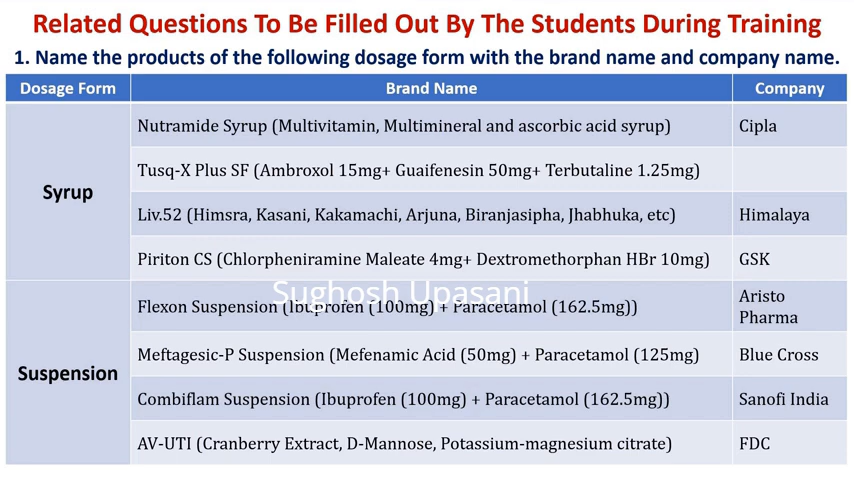 Related Questions To Be Filled Out By The Students During Training
1. Name the products of the following dosage form with the brand name and company name.
Dosage Form Brand Name Company
Syrup
Nutramide Syrup (Multivitamin, Multimineral and ascorbic acid syrup) Cipla
Tusq-X Plus SF (Ambroxol 15mg+ Guaifenesin 50mg+ Terbutaline 1.25mg)
Liv.52 (Himsra, Kasani, Kakamachi, Arjuna, Biranjasipha, Jhabhuka, etc) Himalaya
Piriton CS (Chlorpheniramine Maleate 4mg+ Dextromethorphan HBr 10mg) GSK
Sughosh Upasani
Suspension
Flexon Suspension (Ibuprofen (100mg) + Paracetamol (162.5mg)) Aristo
Pharma
Meftagesic-P Suspension (Mefenamic Acid (50mg) + Paracetamol (125mg) Blue Cross
Combiflam Suspension (Ibuprofen (100mg) + Paracetamol (162.5mg)) Sanofi India
AV-UTI (Cranberry Extract, D-Mannose, Potassium-magnesium citrate) FDC